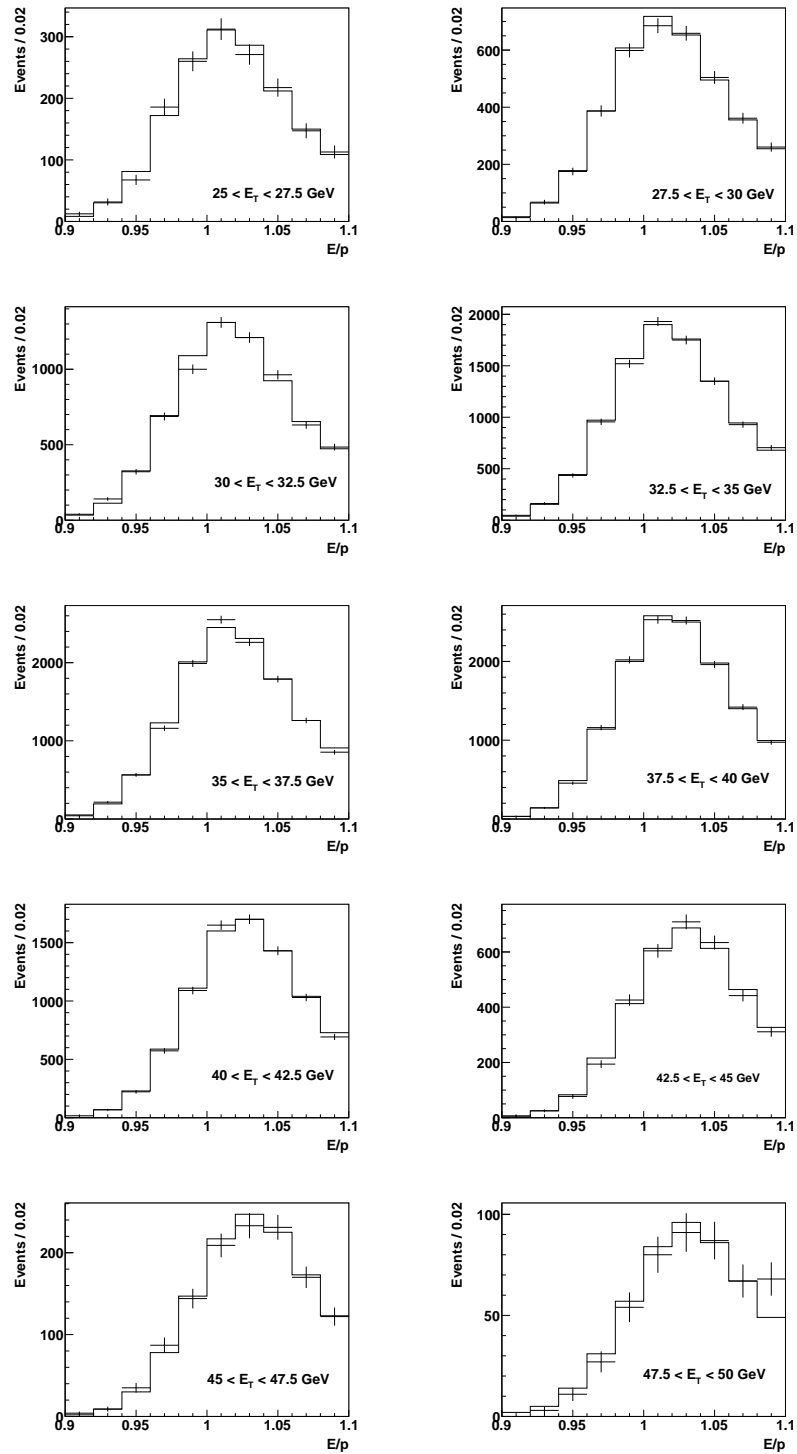 Events / 0.02
300
200
100
0
25 < E_T < 27.5 GeV
0.9 0.95 1 1.05 1.1
E/p
Events / 0.02
600
400
200
0
27.5 < E_T < 30 GeV
0.9 0.95 1 1.05 1.1
E/p
Events / 0.02
1000
500
0
30 < E_T < 32.5 GeV
0.9 0.95 1 1.05 1.1
E/p
Events / 0.02
2000
1500
1000
500
0
32.5 < E_T < 35 GeV
0.9 0.95 1 1.05 1.1
E/p
Events / 0.02
2000
1000
0
35 < E_T < 37.5 GeV
0.9 0.95 1 1.05 1.1
E/p
Events / 0.02
2000
1000
0
37.5 < E_T < 40 GeV
0.9 0.95 1 1.05 1.1
E/p
Events / 0.02
1500
1000
500
0
40 < E_T < 42.5 GeV
0.9 0.95 1 1.05 1.1
E/p
Events / 0.02
600
400
200
0
42.5 < E_T < 45 GeV
0.9 0.95 1 1.05 1.1
E/p
Events / 0.02
200
100
0
45 < E_T < 47.5 GeV
0.9 0.95 1 1.05 1.1
E/p
Events / 0.02
100
50
0
47.5 < E_T < 50 GeV
0.9 0.95 1 1.05 1.1
E/p